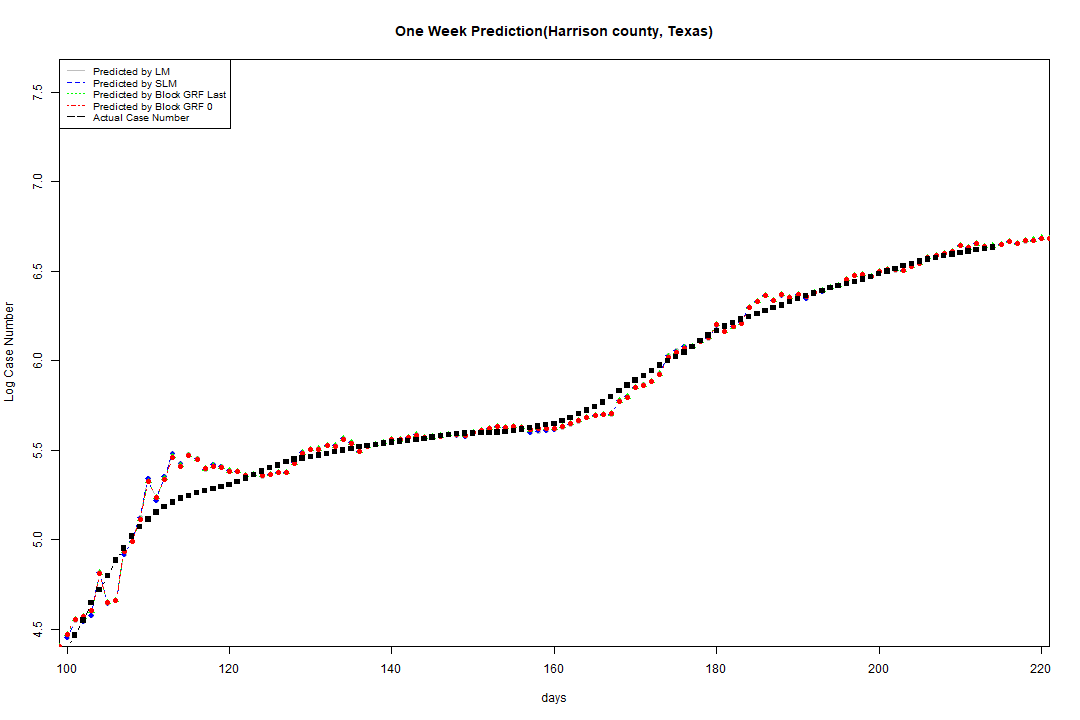 One Week Prediction(Harrison county, Texas)
Predicted by LM
Predicted by SLM
Predicted by Block GRF Last
Predicted by Block GRF 0
Actual Case Number
Log Case Number
7.5
7.0
6.5
6.0
5.5
5.0
4.5
100 120 140 160 180 200 220
days